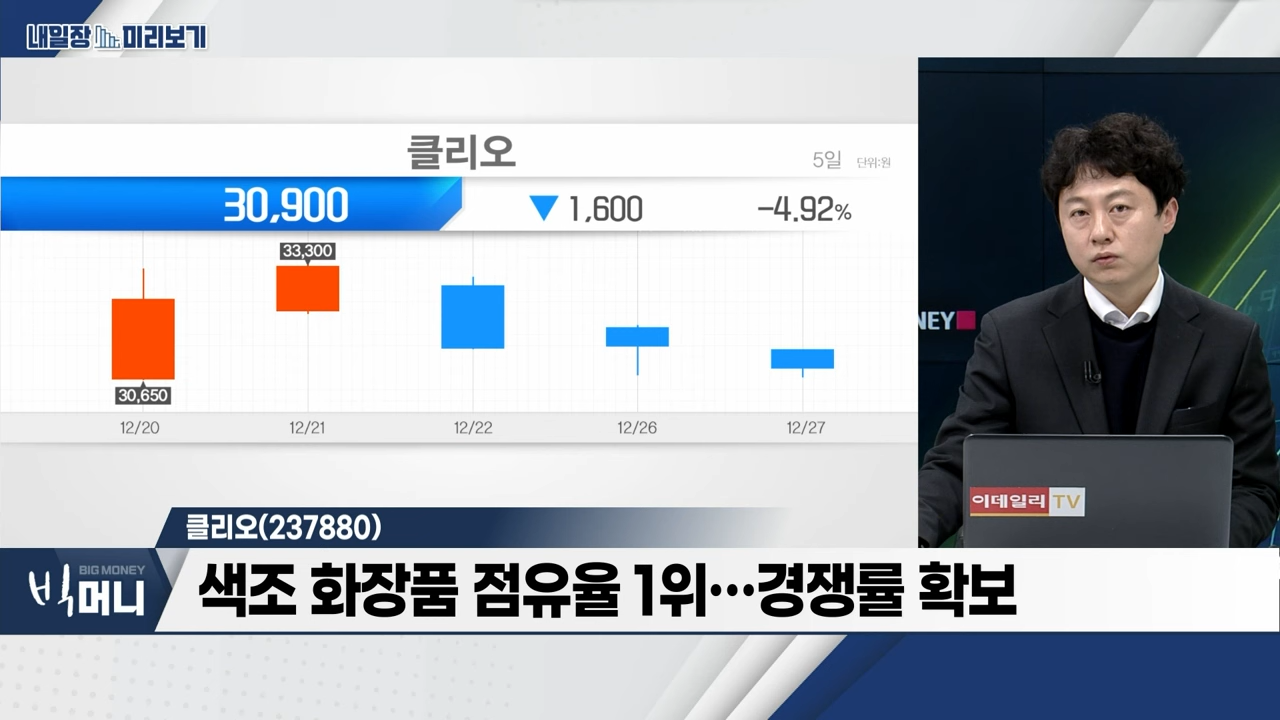 내일장 미리보기
클리오
5일 단위:원
30,900 ▼1,600 -4.92%
33,300
30,650
12/20 12/21 12/22 12/26 12/27
NEY
이데일리 TV
클리오(237880)
BIG MONEY
빅머니
색조 화장품 점유율 1위…경쟁률 확보